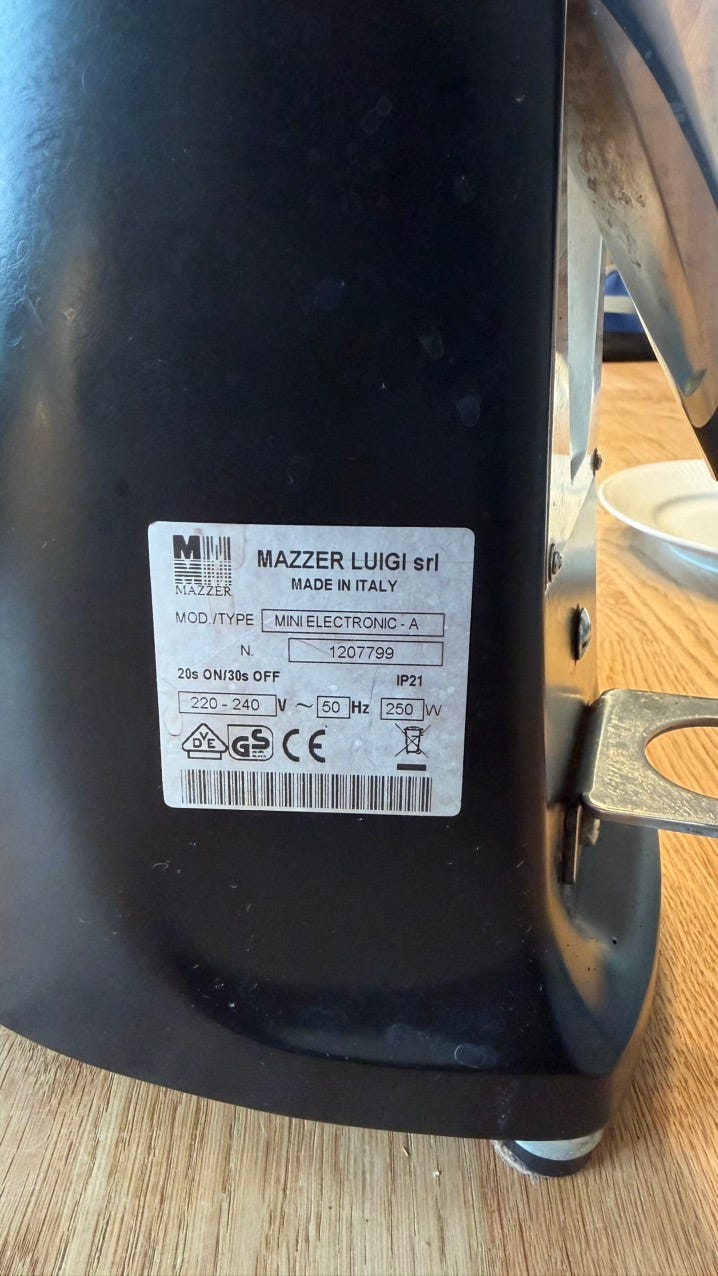 M
MAZZER
MAZZER LUIGI srl
MADE IN ITALY
MOD./TYPE MINI ELECTRONIC - A
N. 1207799
20s ON/30s OFF IP21
220 - 240 V ~ 50 Hz 250 W
DVE GS CE